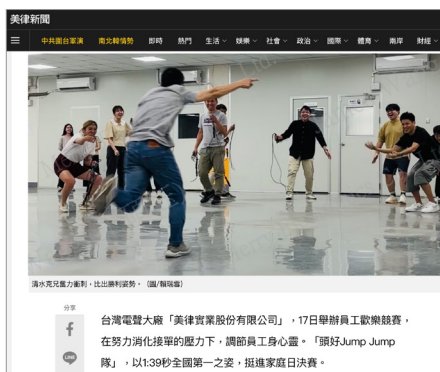 美律新聞
中共圍台軍演 南北韓情勢 即時 熱門 生活 娛樂 社會 政治 國際 體育 兩岸 財經
清水克兒奮力衝刺，比出勝利姿勢。（圖/賴瑞睿）
分享
台灣電聲大廠「美律實業股份有限公司」，17日舉辦員工歡樂競賽，
在努力消化接單的壓力下，調節員工身心靈。「頭好Jump Jump
隊」，以1:39秒全國第一之姿，挺進家庭日決賽。
LINE